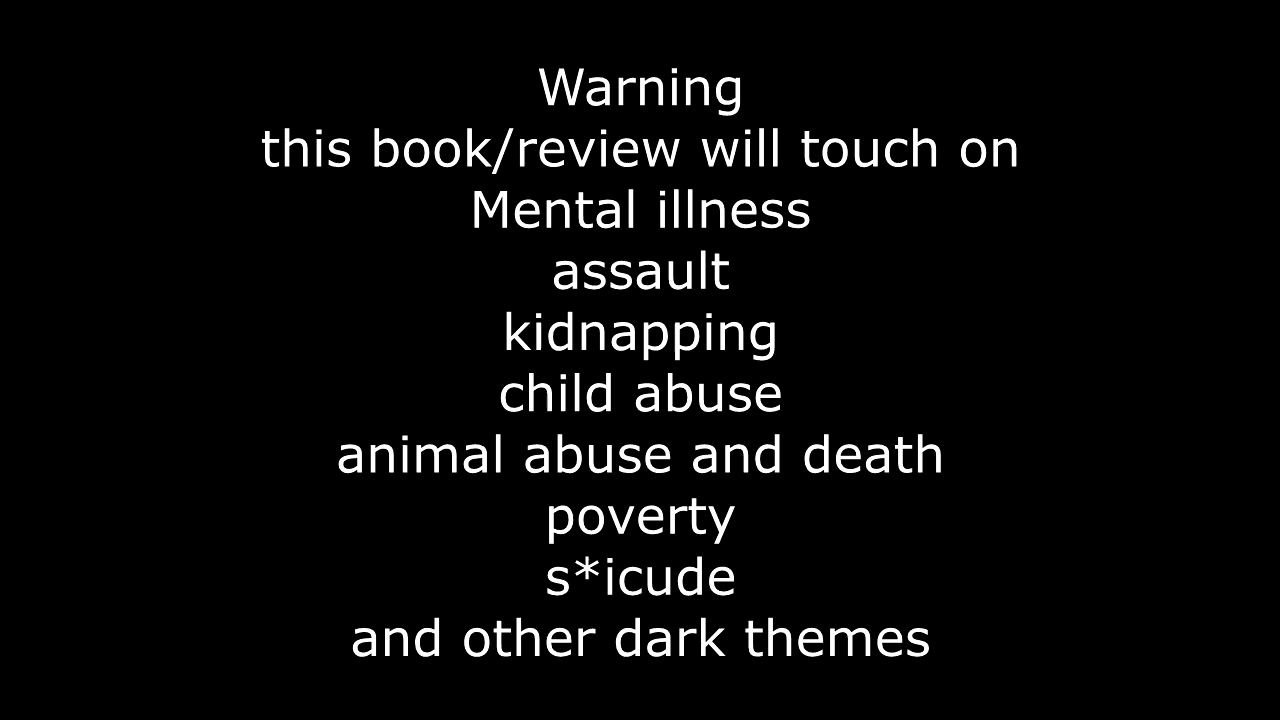 Warning
this book/review will touch on
Mental illness
assault
kidnapping
child abuse
animal abuse and death
poverty
s*icude
and other dark themes